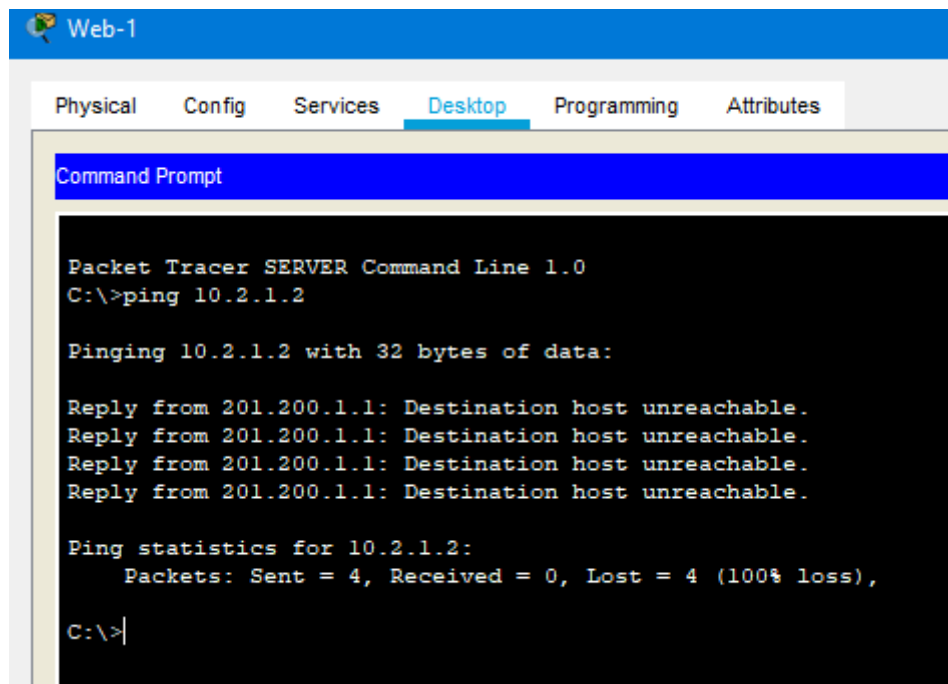 Web-1
Physical Config Services Desktop Programming Attributes
Command Prompt
Packet Tracer SERVER Command Line 1.0
C:\>ping 10.2.1.2
Pinging 10.2.1.2 with 32 bytes of data:
Reply from 201.200.1.1: Destination host unreachable.
Reply from 201.200.1.1: Destination host unreachable.
Reply from 201.200.1.1: Destination host unreachable.
Reply from 201.200.1.1: Destination host unreachable.
Ping statistics for 10.2.1.2:
Packets: Sent = 4, Received = 0, Lost = 4 (100% loss),
C:\>